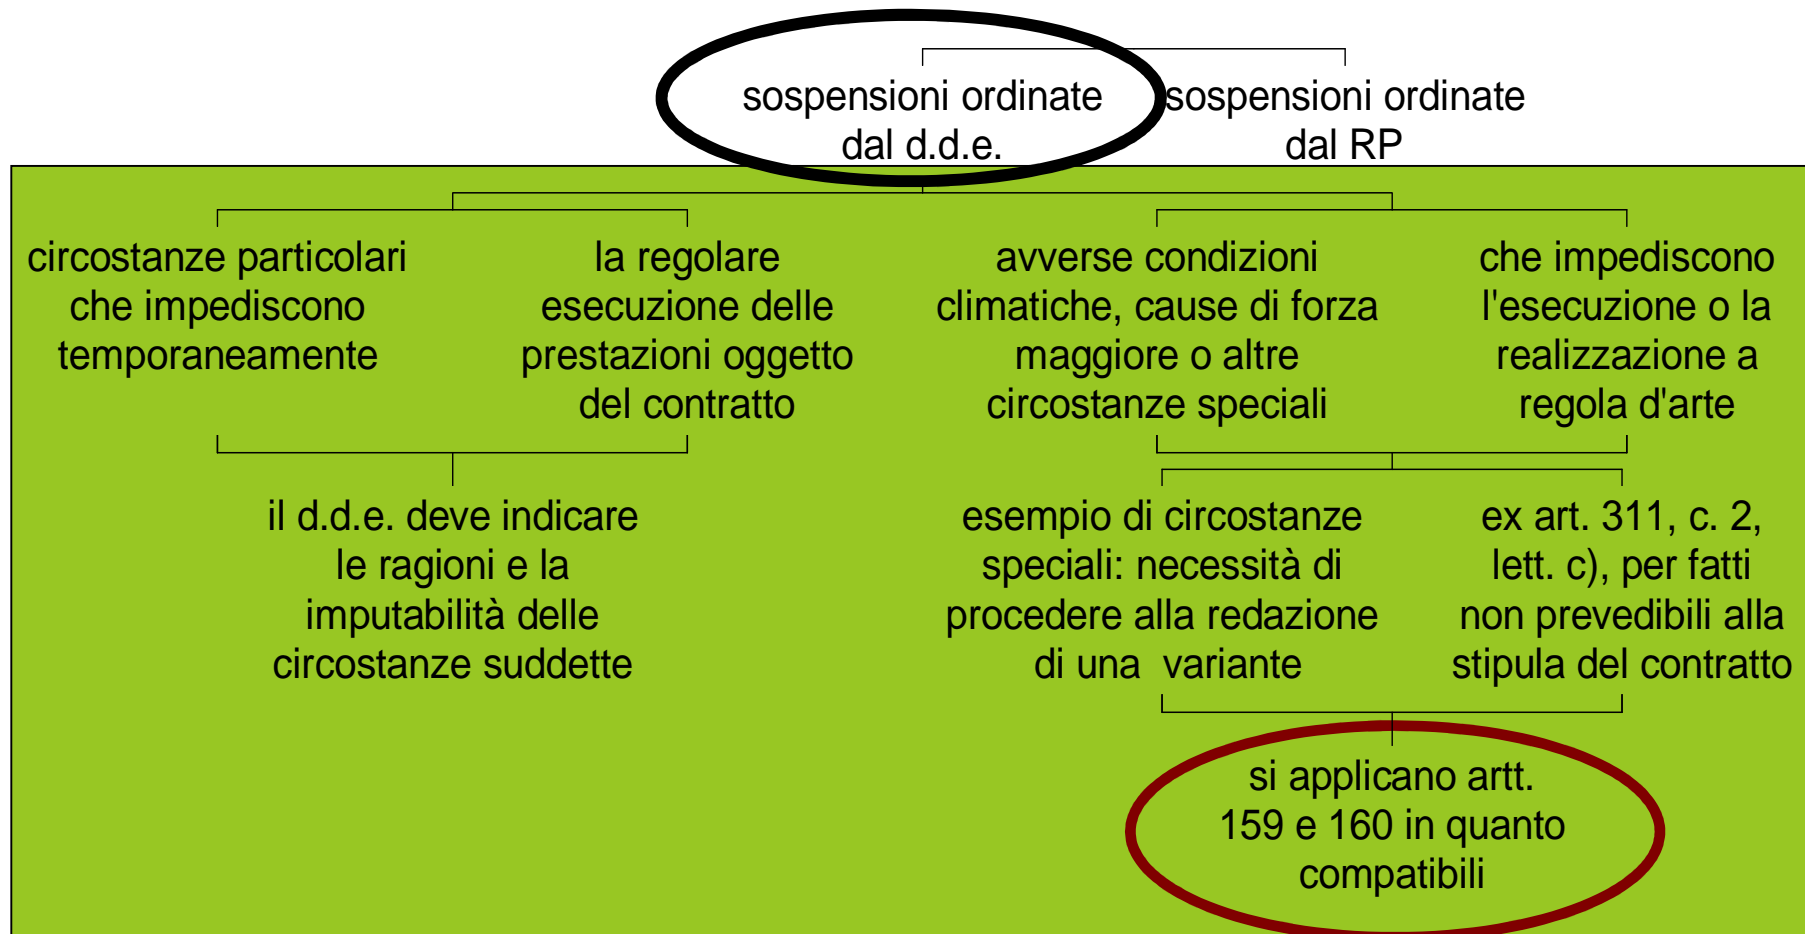 sospensioni ordinate
dal d.d.e.
sospensioni ordinate
dal RP
circostanze particolari
che impediscono
temporaneamente
la regolare
esecuzione delle
prestazioni oggetto
del contratto
avverse condizioni
climatiche, cause di forza
maggiore o altre
circostanze speciali
che impediscono
l'esecuzione o la
realizzazione a
regola d'arte
il d.d.e. deve indicare
le ragioni e la
imputabilità delle
circostanze suddette
esempio di circostanze
speciali: necessità di
procedere alla redazione
di una variante
ex art. 311, c. 2,
lett. c), per fatti
non prevedibili alla
stipula del contratto
si applicano artt.
159 e 160 in quanto
compatibili